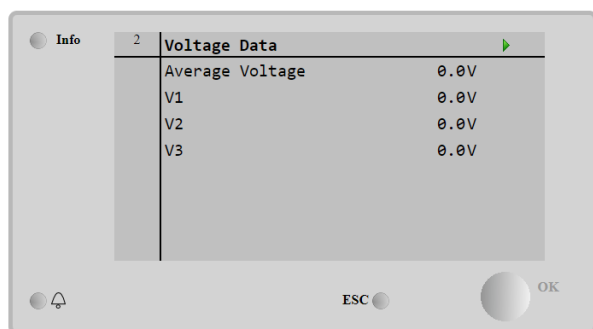 Info
2
Voltage Data
Average Voltage 0.0V
V1 0.0V
V2 0.0V
V3 0.0V
ESC
OK